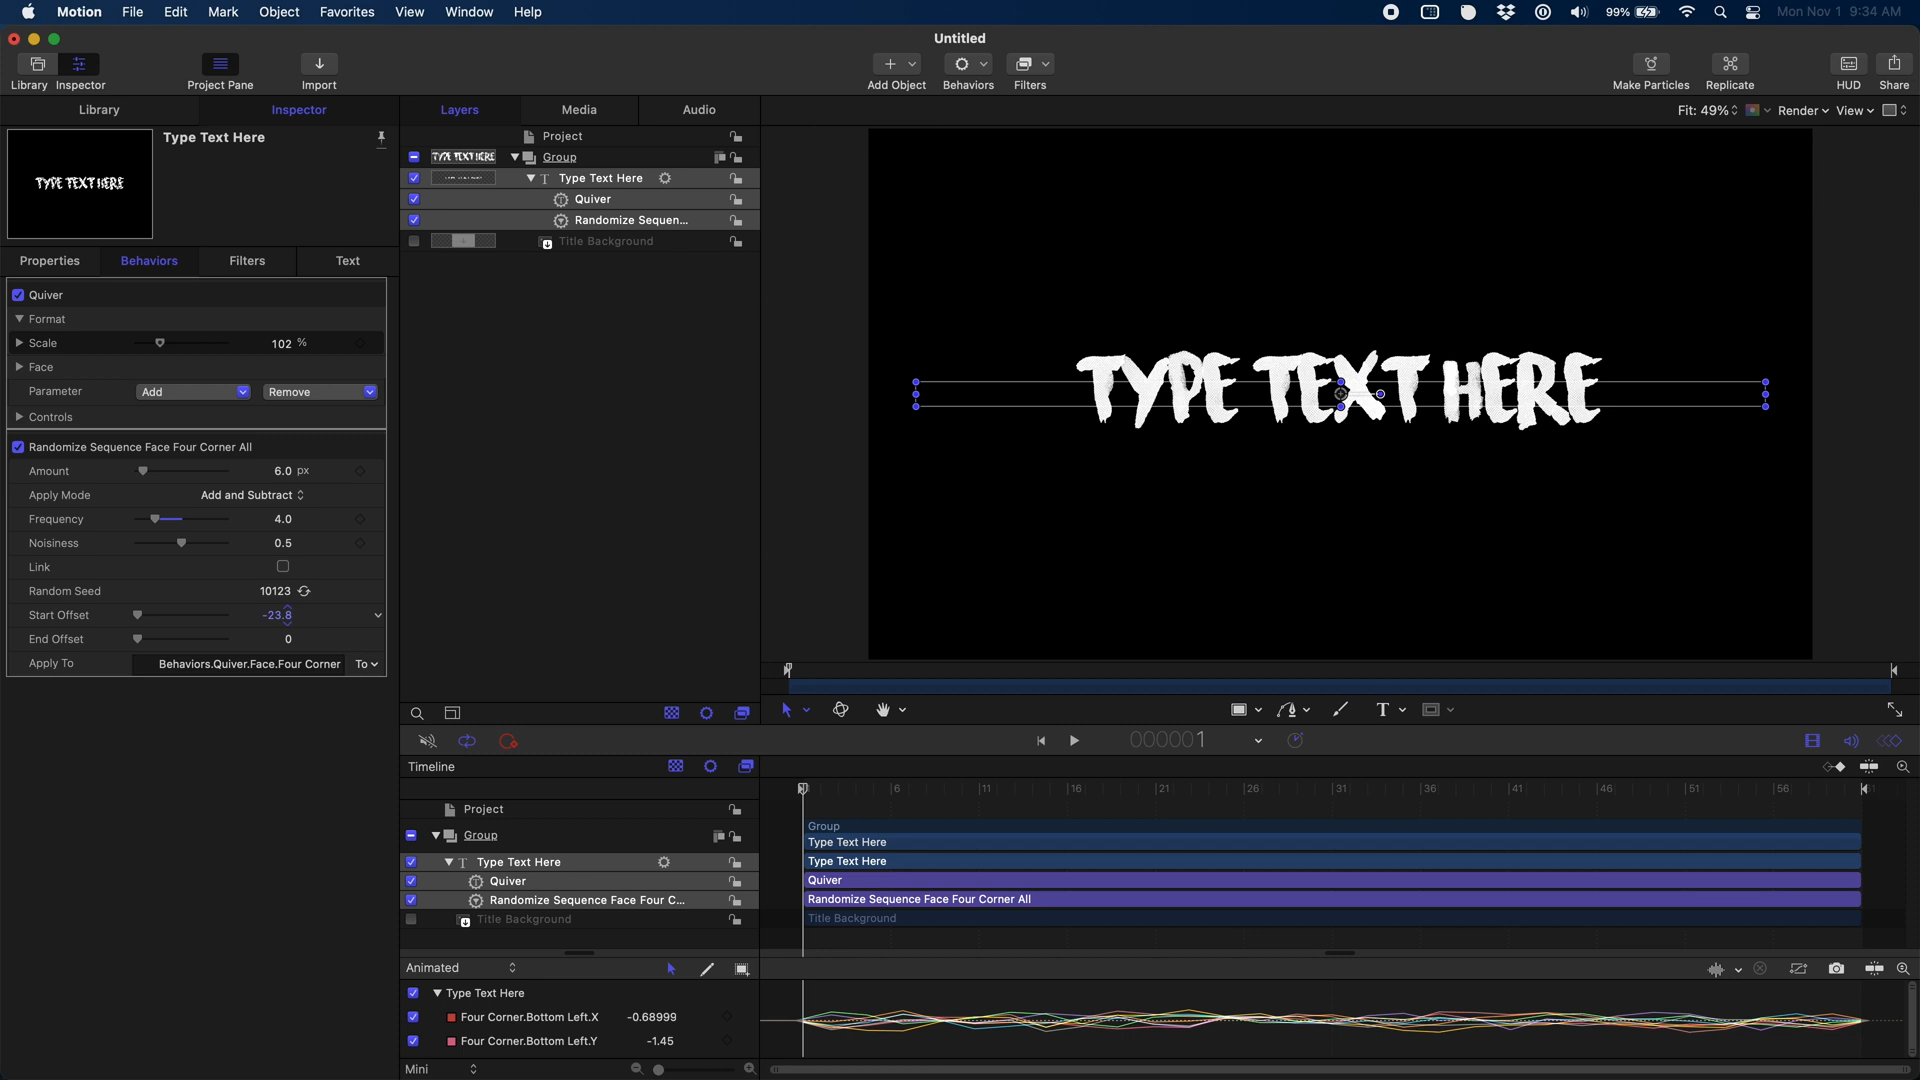 Motion File Edit Mark Object Favorites View Window Help 99% Mon Nov 1 9:34 AM
Untitled
Library Inspector Project Pane Import Add Object Behaviors Filters Make Particles Replicate HUD Share
Library Inspector Layers Media Audio Fit: 49% Render View
Type Text Here
TYPE TEXT HERE
Project
TYPE TEXT HERE Group
Type Text Here
Quiver
Randomize Sequen...
Title Background
Properties Behaviors Filters Text
Quiver
Format
Scale 102 %
Face
Parameter Add Remove
Controls
Randomize Sequence Face Four Corner All
Amount 6.0 px
Apply Mode Add and Subtract
Frequency 4.0
Noisiness 0.5
Link
Random Seed 10123
Start Offset -23.8
End Offset 0
Apply To Behaviors.Quiver.Face.Four Corner To
TYPE TEXT HERE
T
000001
Timeline
6 11 16 21 26 31 36 41 46 51 56
Project
Group
Type Text Here
Quiver
Randomize Sequence Face Four C...
Title Background
Group
Type Text Here
Type Text Here
Quiver
Randomize Sequence Face Four Corner All
Title Background
Animated
Type Text Here
Four Corner.Bottom Left.X -0.68999
Four Corner.Bottom Left.Y -1.45
Mini